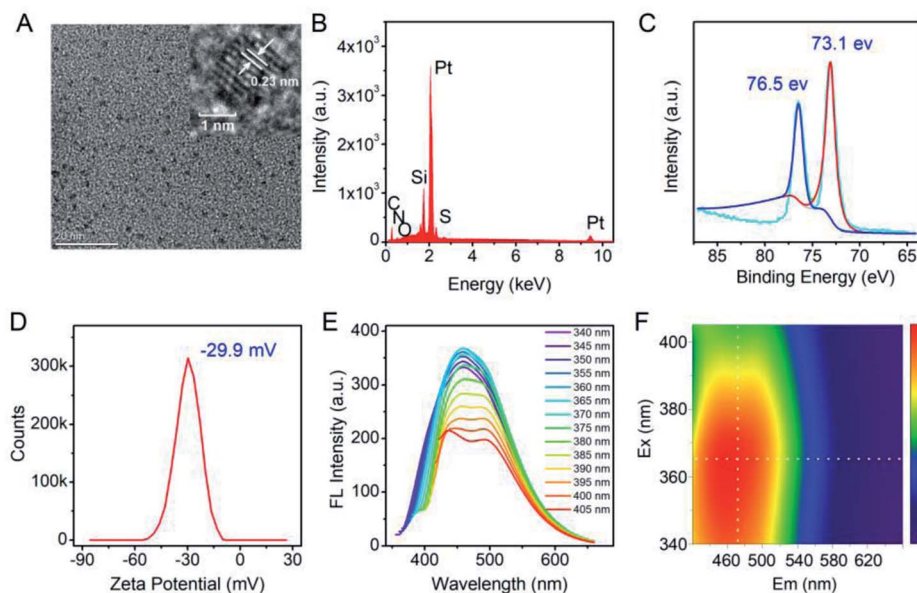 A
0.23 nm
1 nm
20 nm
B
4x10³
3x10³
2x10³
1x10³
0
Intensity (a.u.)
C
N
O
Si
Pt
S
Pt
0 2 4 6 8 10
Energy (keV)
C
73.1 ev
76.5 ev
Intensity (a.u.)
85 80 75 70 65
Binding Energy (eV)
D
-29.9 mV
300k
200k
100k
0
Counts
-90 -60 -30 0 30
Zeta Potential (mV)
E
400
300
200
100
0
FL Intensity (a.u.)
340 nm
345 nm
350 nm
355 nm
360 nm
365 nm
370 nm
375 nm
380 nm
385 nm
390 nm
395 nm
400 nm
405 nm
400 500 600 700
Wavelength (nm)
F
400
380
360
340
Ex (nm)
460 500 540 580 620
Em (nm)